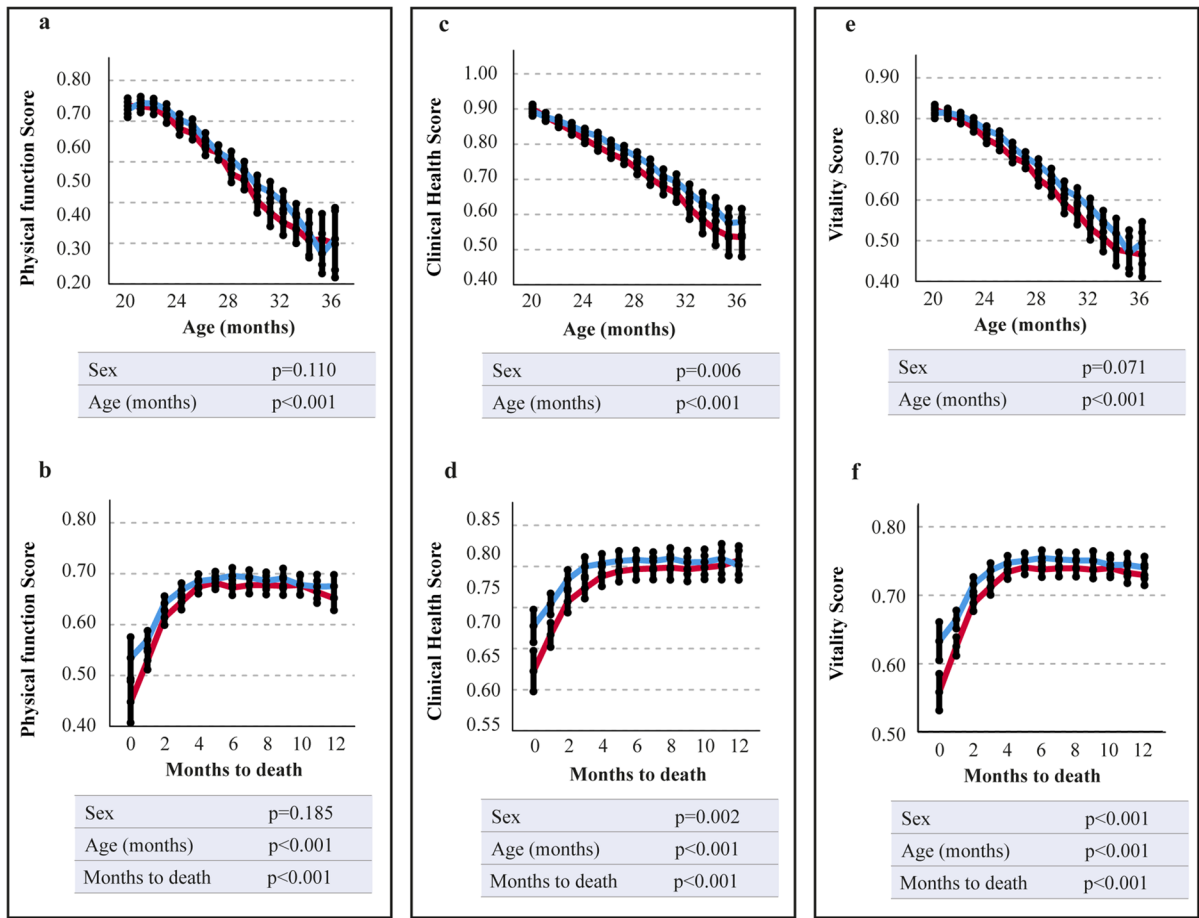 a
Physical function Score
0.80
0.70
0.60
0.50
0.40
0.30
0.20
20 24 28 32 36
Age (months)
Sex p=0.110
Age (months) p<0.001
b
Physical function Score
0.80
0.70
0.60
0.50
0.40
0 2 4 6 8 10 12
Months to death
Sex p=0.185
Age (months) p<0.001
Months to death p<0.001
c
Clinical Health Score
1.00
0.90
0.80
0.70
0.60
0.50
0.40
20 24 28 32 36
Age (months)
Sex p=0.006
Age (months) p<0.001
d
Clinical Health Score
0.85
0.80
0.75
0.70
0.65
0.60
0.55
0 2 4 6 8 10 12
Months to death
Sex p=0.002
Age (months) p<0.001
Months to death p<0.001
e
Vitality Score
0.90
0.80
0.70
0.60
0.50
0.40
20 24 28 32 36
Age (months)
Sex p=0.071
Age (months) p<0.001
f
Vitality Score
0.80
0.70
0.60
0.50
0 2 4 6 8 10 12
Months to death
Sex p<0.001
Age (months) p<0.001
Months to death p<0.001